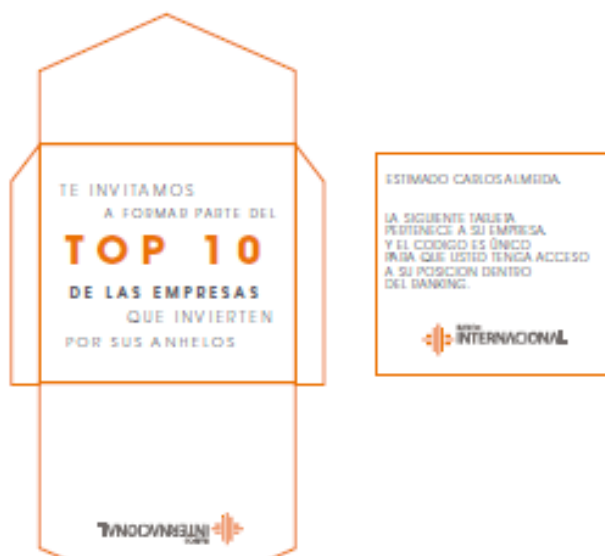 TE INVITAMOS
A FORMAR PARTE DEL
TOP 10
DE LAS EMPRESAS
QUE INVIERTEN
POR SUS ANHELOS
BANCO
INTERNACIONAL
ESTIMADO CARLOS ALMEIDA.
LA SIGUIENTE TARJETA
PERTENECE A SU EMPRESA.
Y EL CODIGO ES ÚNICO
PARA QUE USTED TENGA ACCESO
A SU POSICION DENTRO
DEL RANKING.
BANCO
INTERNACIONAL